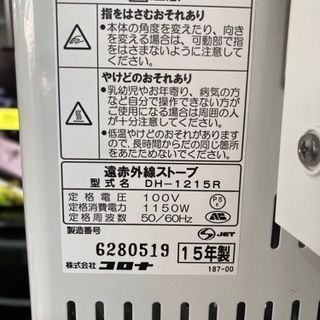 指をはさむおそれあり
•本体の角度を変えたり、向き
を変える場合は、可動部で指
をはさまないように注意して
ください。
やけどのおそれあり
•乳幼児やお年寄り、病気の方
など自分で操作できない方が
ご使用になる場合は周囲の人
が十分注意してください。
•低温やけどのおそれがありますの
で、長時間からだの同じ箇所を
あたためないでください。
遠赤外線ストーブ
型式名 DH-1215R
定格電圧 100V
定格消費電力 1150W
定格周波数 50/60Hz
PS
E
JET
製造番号
6280519 15年製
株式会社 コロナ 187-00